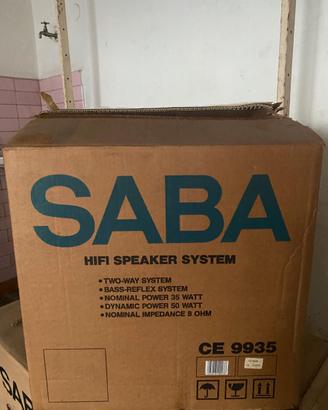 SABA
HIFI SPEAKER SYSTEM
• TWO-WAY SYSTEM
• BASS-REFLEX SYSTEM
• NOMINAL POWER 35 WATT
• DYNAMIC POWER 50 WATT
• NOMINAL IMPEDANCE 8 OHM
CE 9935
SAB